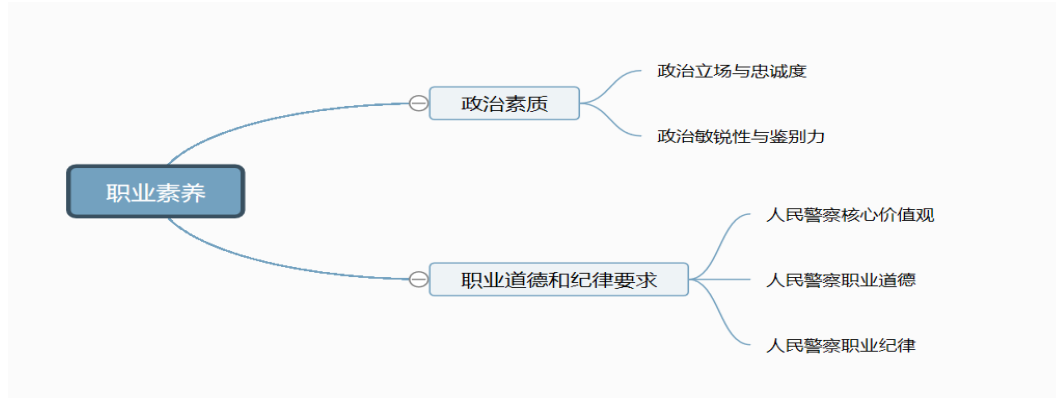 职业素养
政治素质
政治立场与忠诚度
政治敏锐性与鉴别力
职业道德和纪律要求
人民警察核心价值观
人民警察职业道德
人民警察职业纪律